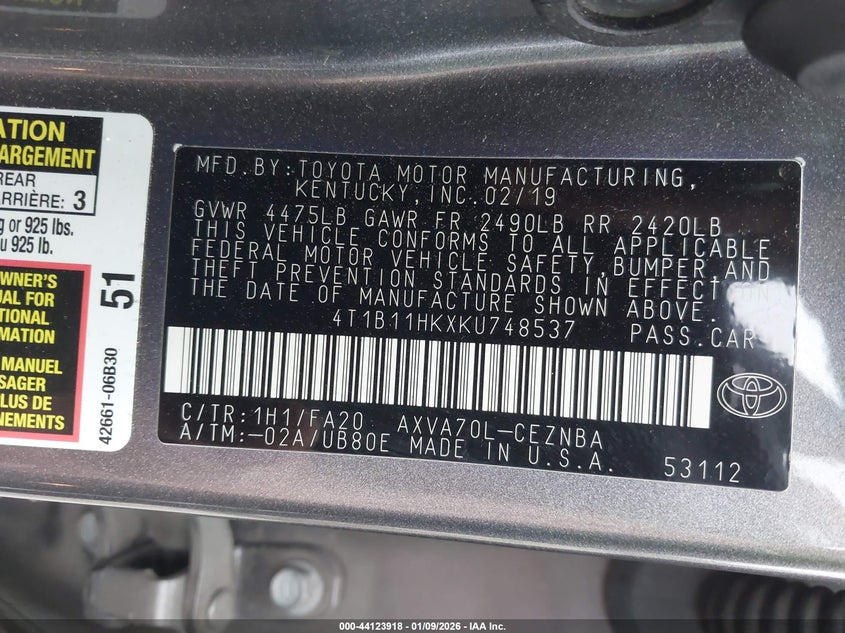 ATION
ARGEMENT
REAR
ARRIÈRE: 3
g or 925 lbs.
u 925 lb.
WNER'S
UAL FOR
TIONAL
RMATION
MANUEL
SAGER
PLUS DE
NEMENTS
51
42661-06B30
MFD.BY:TOYOTA MOTOR MANUFACTURING,
KENTUCKY,INC.02/19
GVWR 4475LB GAWR FR 2490LB RR 2420LB
THIS VEHICLE CONFORMS TO ALL APPLICABLE
FEDERAL MOTOR VEHICLE SAFETY,BUMPER,AND
THEFT PREVENTION STANDARDS IN EFFECT ON
THE DATE OF MANUFACTURE SHOWN ABOVE.
4T1B11HKXKU748537 PASS.CAR
C/TR:1H1/FA20 AXVA70L-CEZNBA
A/TM:-02A/UB80E MADE IN U.S.A.
53112
000-44123918 - 01/09/2026 - IAA Inc.